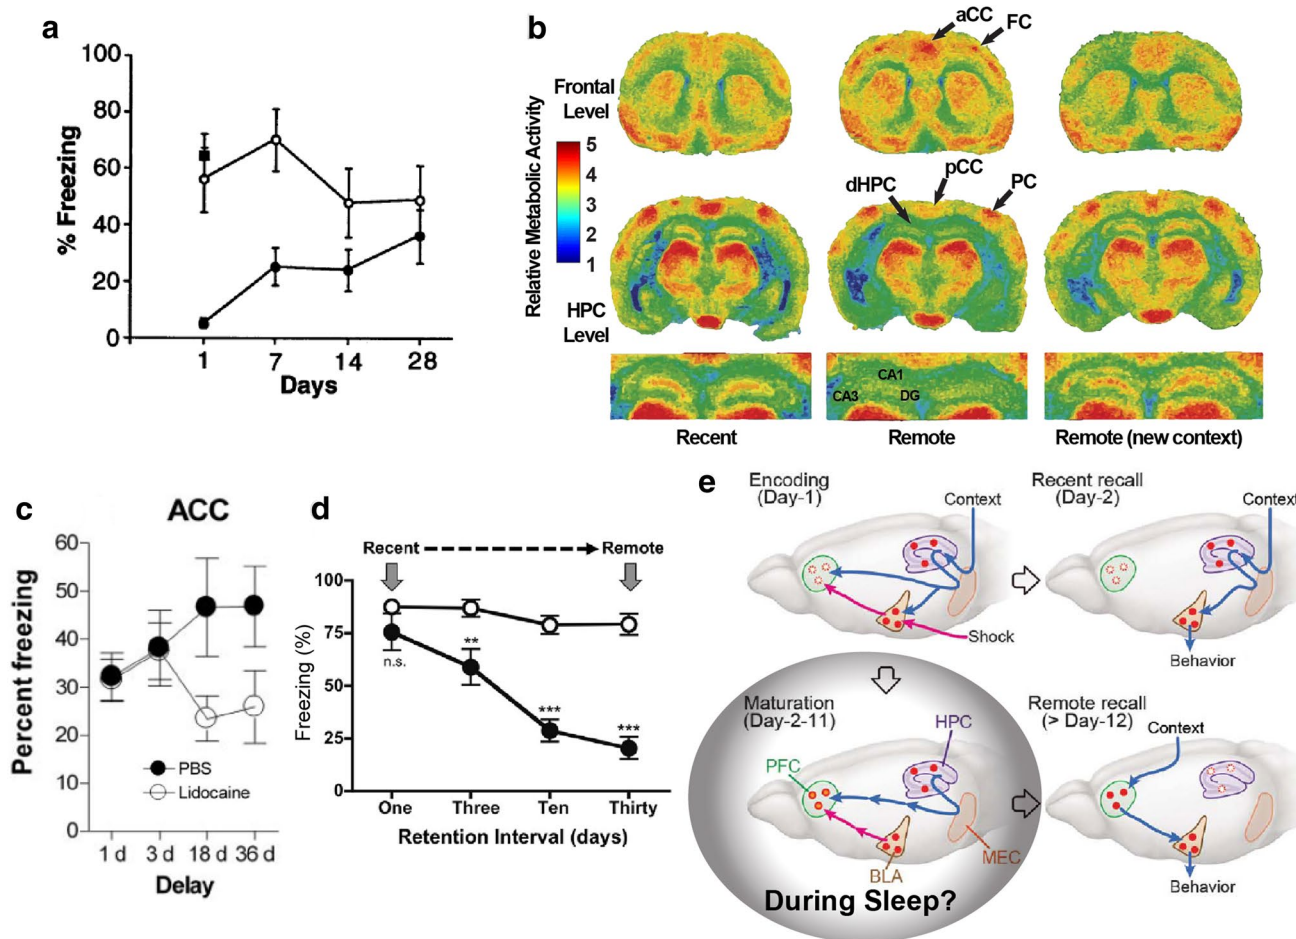 a
100
80
60
40
20
0
% Freezing
1
7
14
28
Days
b
aCC
FC
Frontal
Level
Relative Metabolic Activity
5
4
3
2
1
dHPC
pCC
PC
HPC
Level
CA1
CA3
DG
Recent
Remote
Remote (new context)
c
ACC
60
50
40
30
20
10
0
Percent freezing
PBS
Lidocaine
1 d
3 d
18 d
36 d
Delay
d
Recent
Remote
100
75
50
25
0
Freezing (%)
n.s.
**
***
***
One
Three
Ten
Thirty
Retention Interval (days)
e
Encoding
(Day-1)
Context
Shock
Recent recall
(Day-2)
Context
Behavior
Maturation
(Day-2-11)
HPC
PFC
MEC
BLA
During Sleep?
Remote recall
(> Day-12)
Context
Behavior